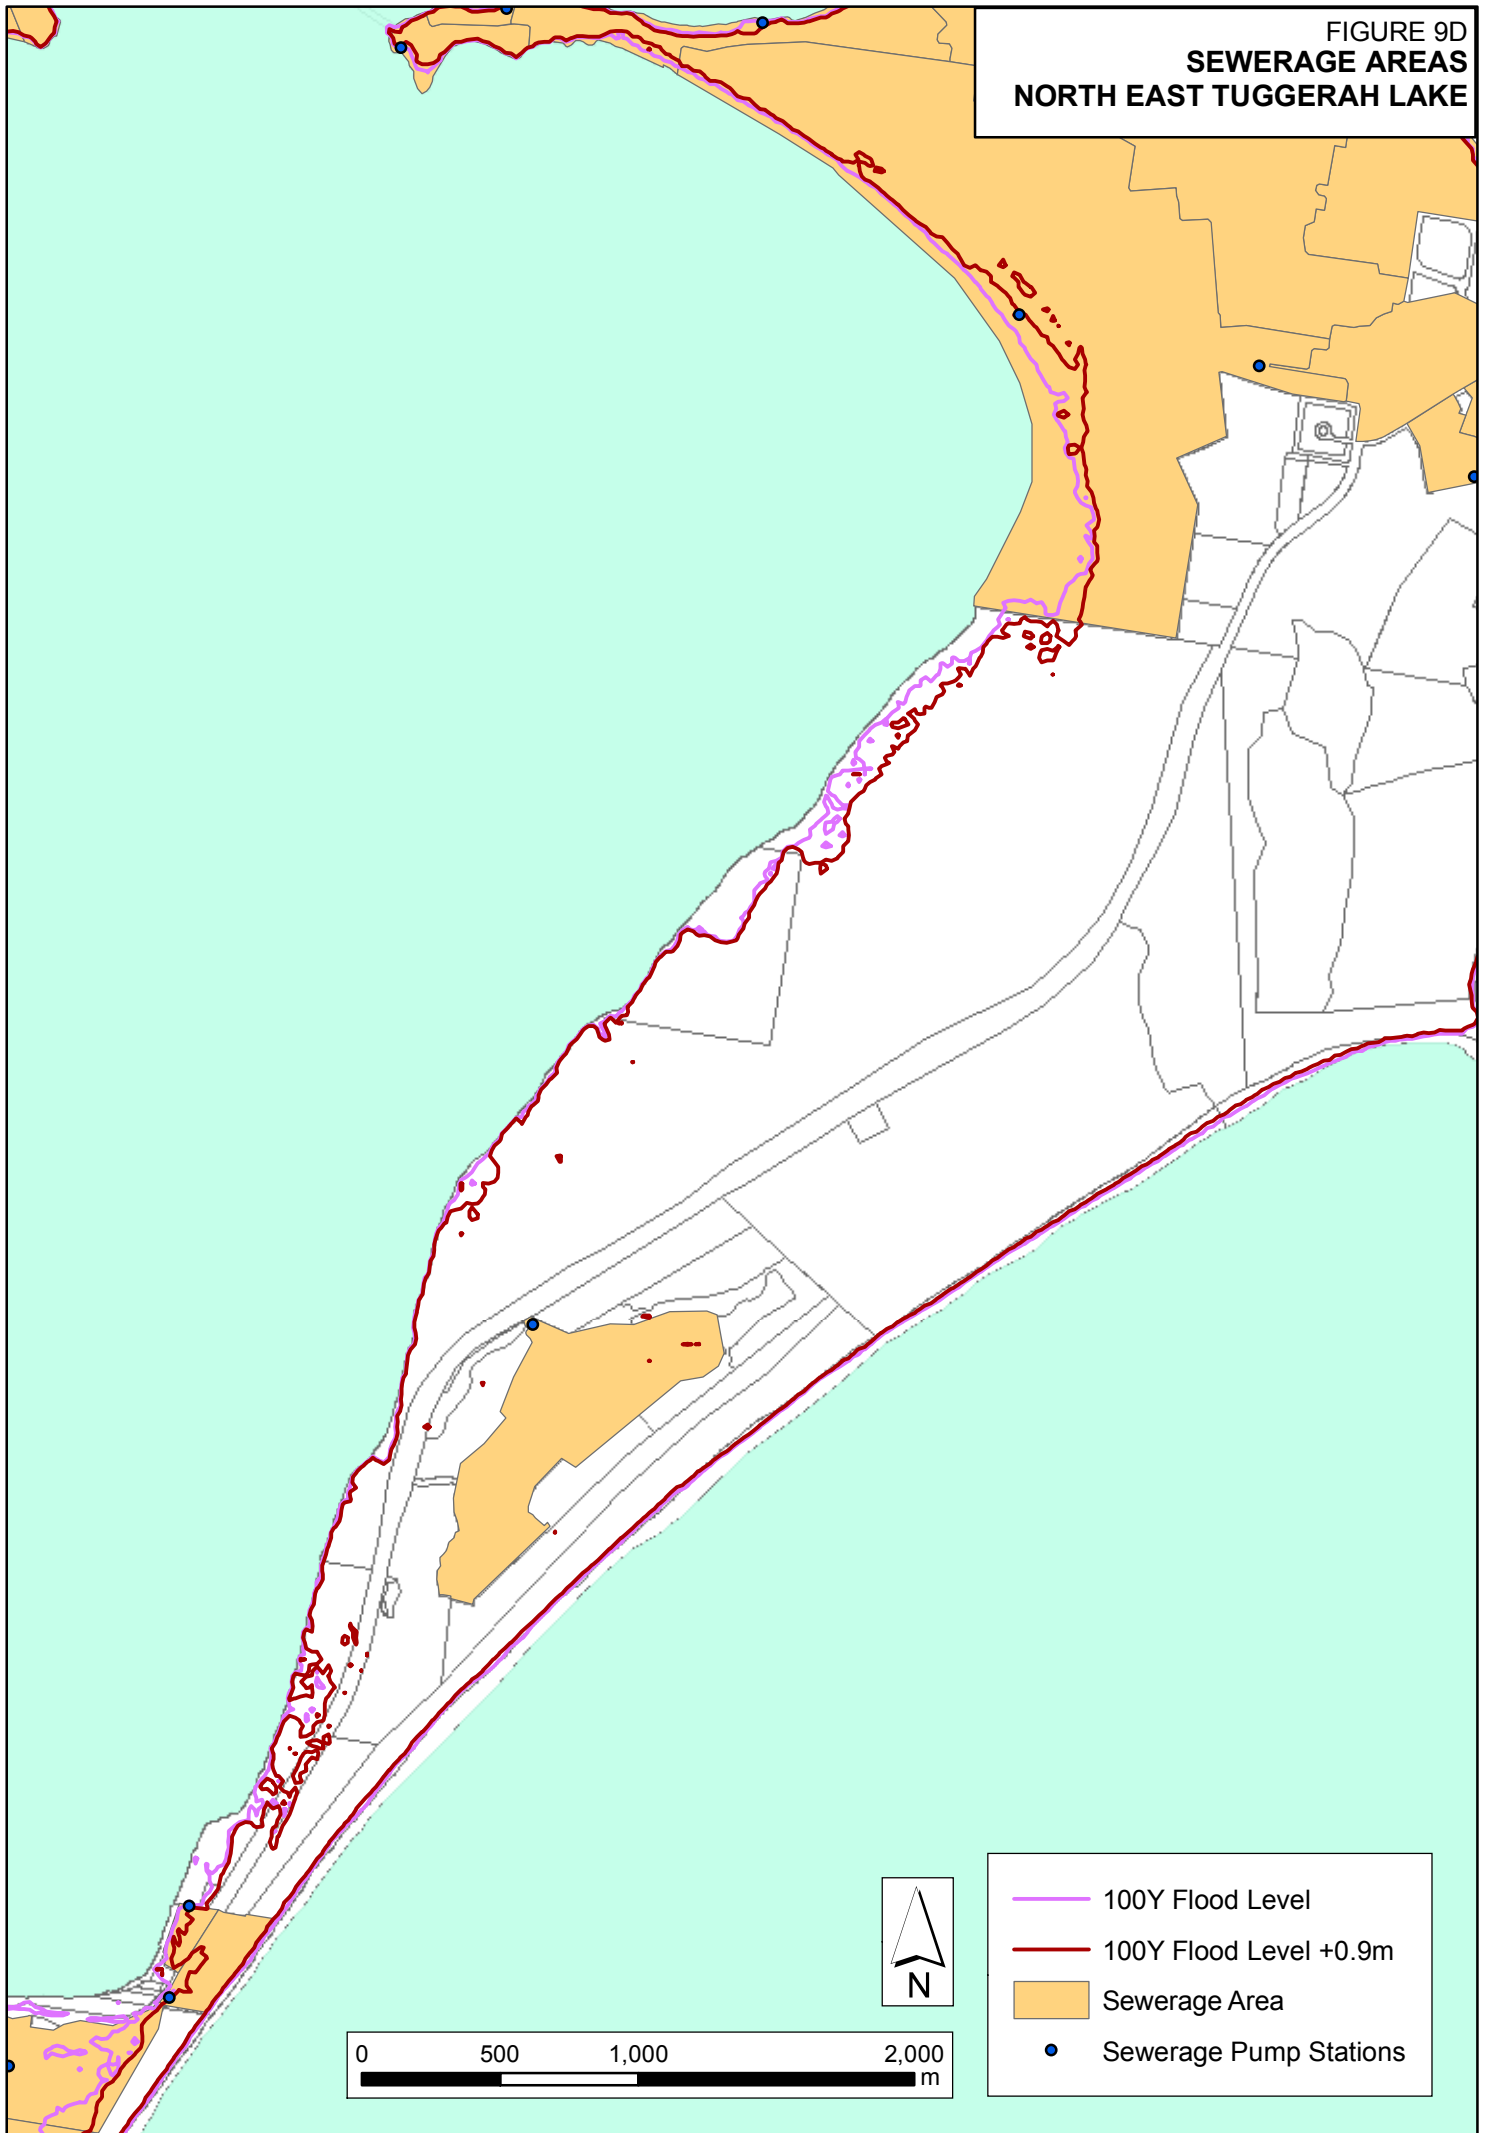 FIGURE 9D
SEWERAGE AREAS
NORTH EAST TUGGERAH LAKE
100Y Flood Level
100Y Flood Level +0.9m
Sewerage Area
Sewerage Pump Stations
N
0 500 1,000 2,000
m